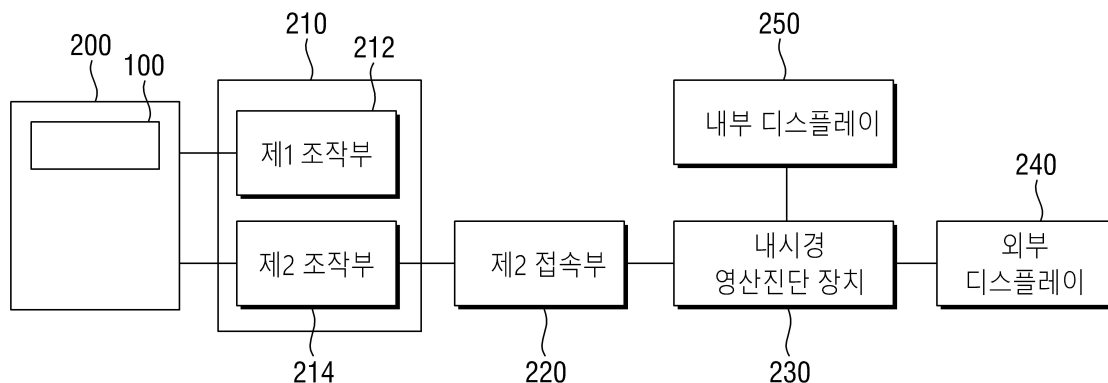 210
250
200
212
100
내부 디스플레이
제1 조작부
240
제2 조작부
제2 접속부
내시경
영산진단 장치
외부
디스플레이
214
220
230